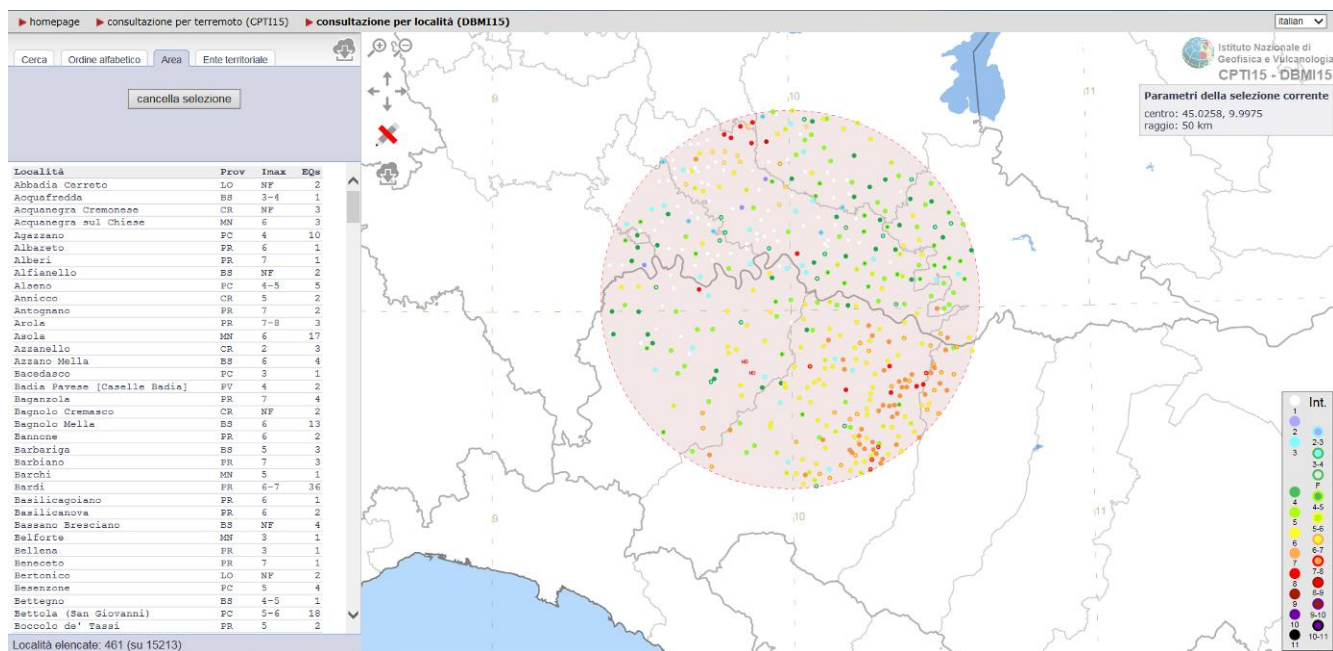 homepage consultazione per terremoto (CPTI15) consultazione per località (DBMI15) italian
Cerca Ordine alfabetico Area Ente territoriale
cancella selezione
Località Prov Imax EQs
Abbadia Cerreto LO NF 2
Acquafredda BS 3-4 1
Acquanegra Cremonese CR NF 3
Acquanegra sul Chiese MN 6 3
Agazzano PC 4 10
Albareto PR 6 1
Alberi PR 7 1
Alfianello BS NF 2
Alseno PC 4-5 5
Annicco CR 5 2
Antognano PR 7 2
Arola PR 7-8 3
Asola MN 6 17
Azzanello CR 2 3
Azzano Mella BS 6 4
Bacedasco PC 3 1
Badia Pavese [Caselle Badia] PV 4 2
Baganzola PR 7 4
Bagnolo Cremasco CR NF 2
Bagnolo Mella BS 6 13
Bannone PR 6 2
Barbariga BS 5 3
Barbiano PR 7 3
Barchi MN 5 1
Bardi PR 6-7 36
Basilicagoiano PR 6 1
Basilicanova PR 6 2
Bassano Bresciano BS NF 4
Belforte MN 3 1
Bellena PR 3 1
Beneceto PR 7 1
Bertonico LO NF 2
Besenzone PC 5 4
Bettegno BS 4-5 1
Bettola (San Giovanni) PC 5-6 18
Boccolo de' Tassi PR 5 2
Località elencate: 461 (su 15213)
9
10
11
9
10
11
Istituto Nazionale di
Geofisica e Vulcanologia
CPTI15 - DBMI15
Parametri della selezione corrente
centro: 45.0258, 9.9975
raggio: 50 km
Int.
1
2
2-3
3
3-4
F
4
4-5
5
5-6
6
6-7
7
7-8
8
8-9
9
9-10
10
10-11
11